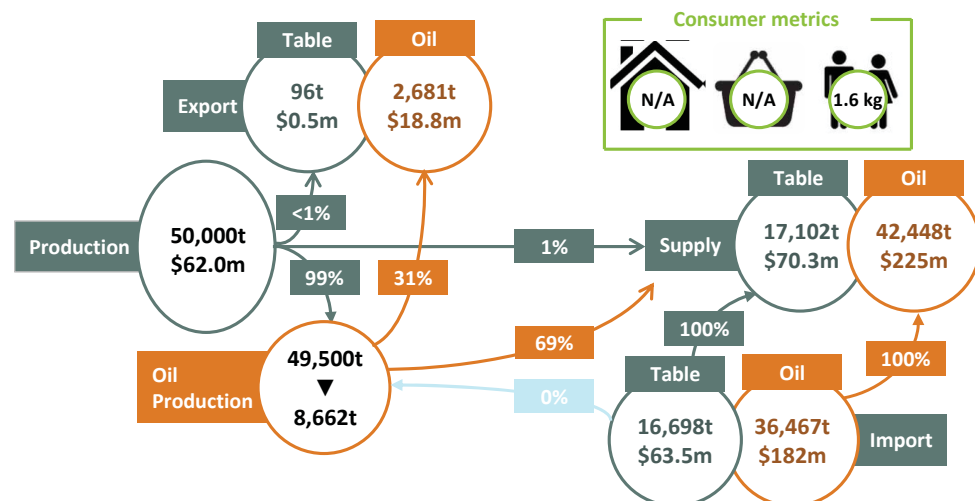 Consumer metrics
N/A
N/A
1.6 kg
Table
Oil
Export
96t
$0.5m
2,681t
$18.8m
Production
50,000t
$62.0m
<1%
99%
31%
1%
Supply
Table
Oil
17,102t
$70.3m
42,448t
$225m
Oil
Production
49,500t
▼
8,662t
69%
0%
100%
100%
Table
Oil
16,698t
$63.5m
36,467t
$182m
Import